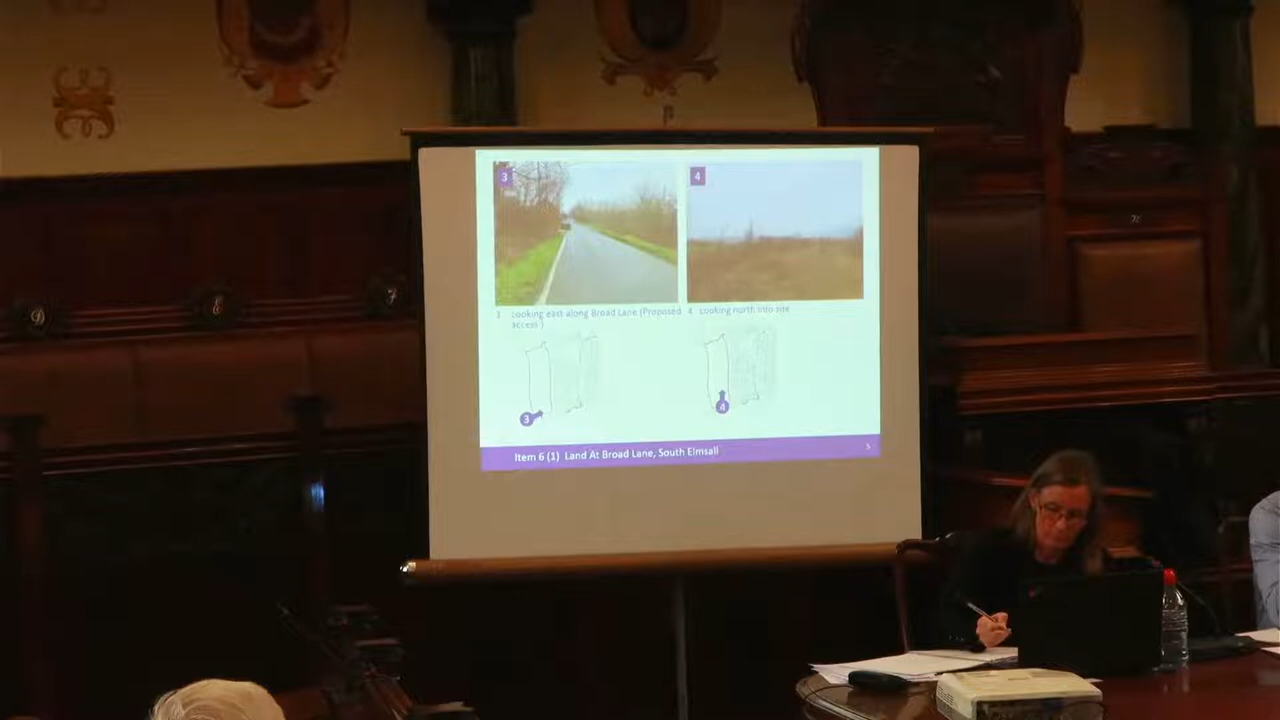 3
4
3 Looking east along Broad Lane (Proposed access)
4 Looking north into site
3
4
Item 6 (1) Land At Broad Lane, South Elmsall
5